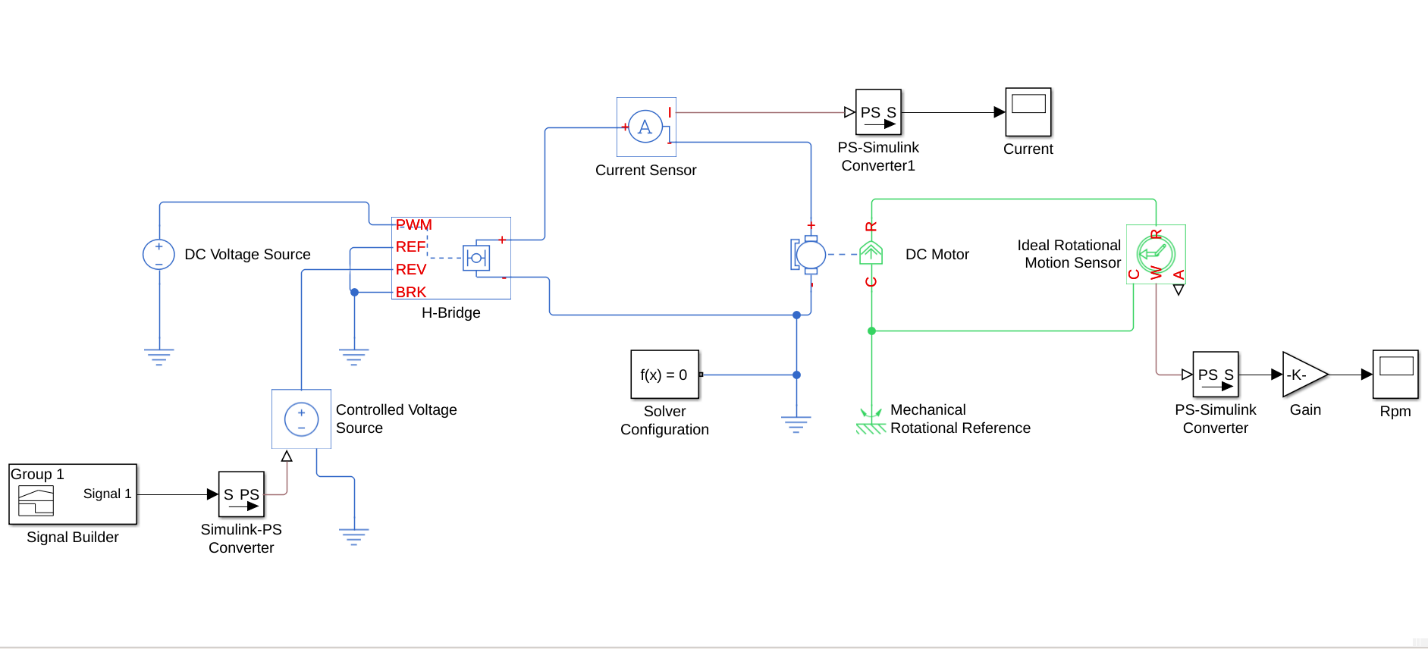 PS S
I
+
A
-
Current Sensor
PS-Simulink
Converter1
Current
PWM
REF
REV
BRK
+
-
H-Bridge
+
−
DC Voltage Source
+
-
R
C
DC Motor
Ideal Rotational
Motion Sensor
R
C
W
A
f(x) = 0
Solver
Configuration
Mechanical
Rotational Reference
PS S
PS-Simulink
Converter
-K-
Gain
Rpm
+
−
Controlled Voltage
Source
Group 1
Signal 1
Signal Builder
S PS
Simulink-PS
Converter